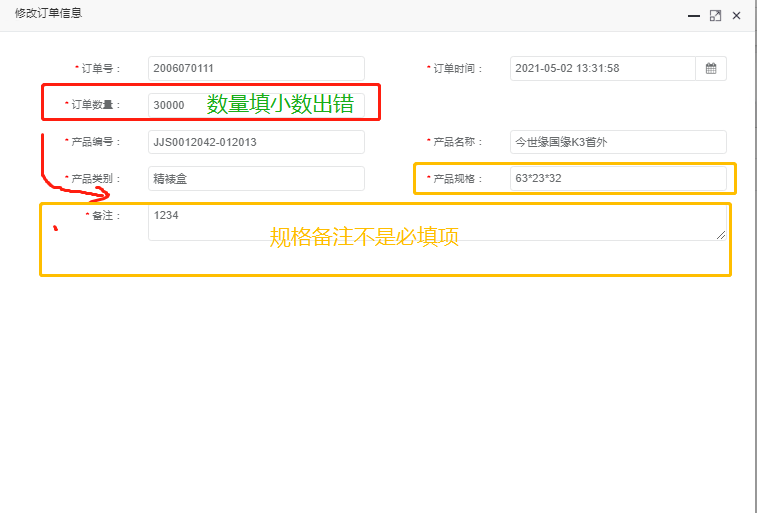 修改订单信息
* 订单号： 2006070111
* 订单时间： 2021-05-02 13:31:58
* 订单数量： 30000 数量填小数出错
* 产品编号： JJS0012042-012013
* 产品名称： 今世缘国缘K3首外
* 产品类别： 精裱盒
* 产品规格： 63*23*32
* 备注： 1234
规格备注不是必填项